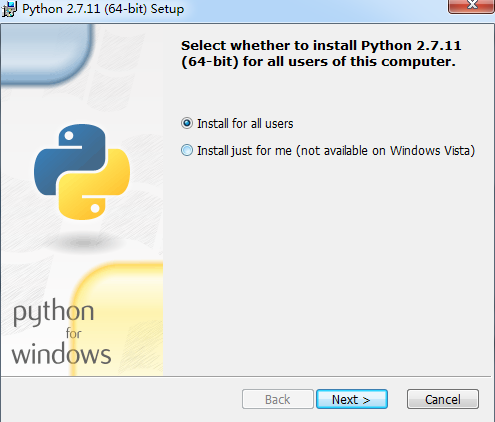 Python 2.7.11 (64-bit) Setup
Select whether to install Python 2.7.11
(64-bit) for all users of this computer.
Install for all users
Install just for me (not available on Windows Vista)
python
for
windows
Back
Next >
Cancel